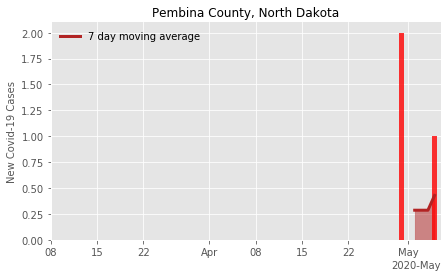 Pembina County, North Dakota
7 day moving average
New Covid-19 Cases
2.00
1.75
1.50
1.25
1.00
0.75
0.50
0.25
0.00
08 15 22 Apr 08 15 22 May
2020-May